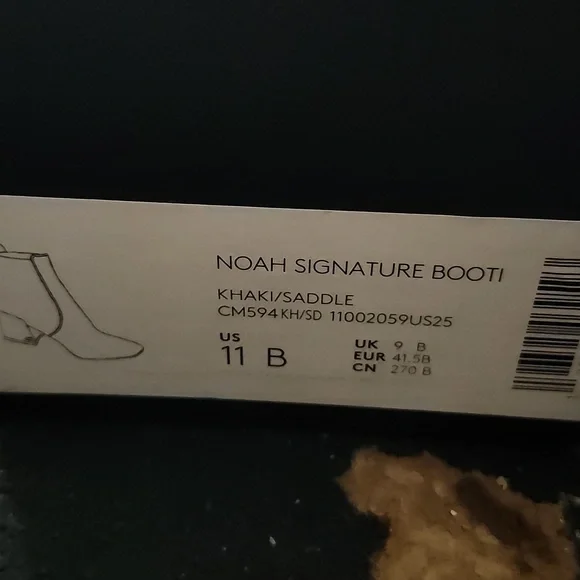 NOAH SIGNATURE BOOTI
KHAKI/SADDLE
CM594 KH/SD 11002059US25
US
11 B
UK 9 B
EUR 41.5B
CN 270 B